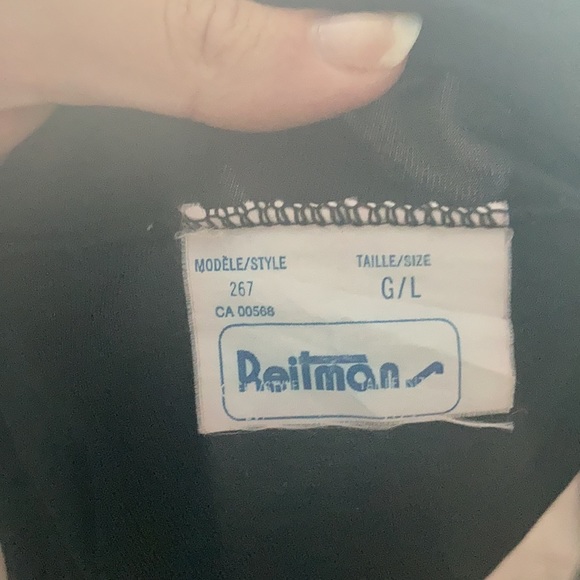 MODÈLE/STYLE TAILLE/SIZE
267 G/L
CA 00568
Reitmans